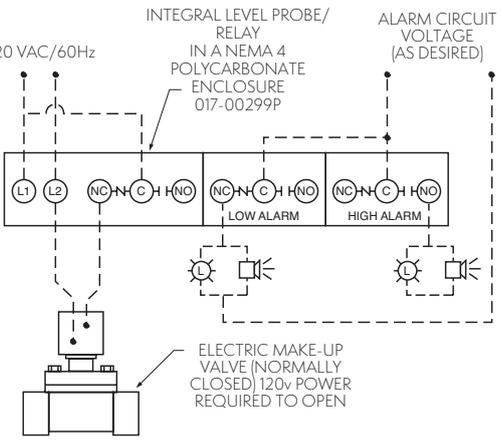 INTEGRAL LEVEL PROBE/
RELAY
IN A NEMA 4
POLYCARBONATE
ENCLOSURE
017-00299P
ALARM CIRCUIT
VOLTAGE
(AS DESIRED)
20 VAC/60Hz
L1 L2 NC C NO NC C NO NC C NO
LOW ALARM HIGH ALARM
L L
ELECTRIC MAKE-UP
VALVE (NORMALLY
CLOSED) 120v POWER
REQUIRED TO OPEN